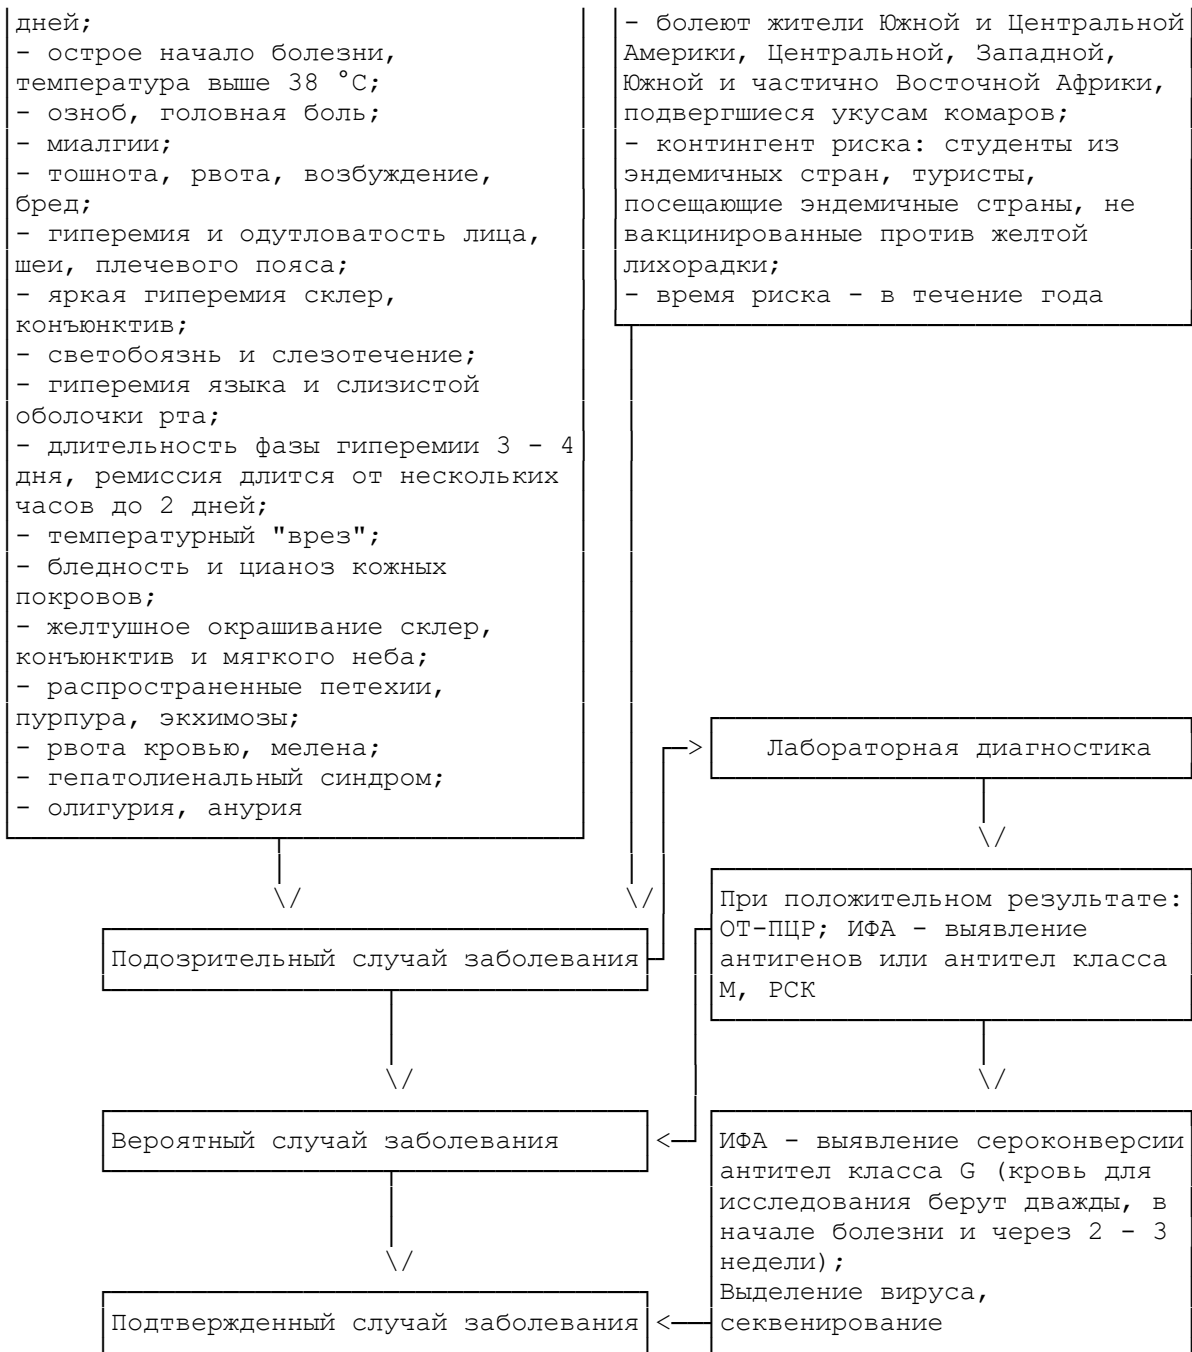 дней;
- острое начало болезни,
температура выше 38 °C;
- озноб, головная боль;
- миалгии;
- тошнота, рвота, возбуждение,
бред;
- гиперемия и одутловатость лица,
шеи, плечевого пояса;
- яркая гиперемия склер,
конъюнктив;
- светобоязнь и слезотечение;
- гиперемия языка и слизистой
оболочки рта;
- длительность фазы гиперемии 3 - 4
дня, ремиссия длится от нескольких
часов до 2 дней;
- температурный "врез";
- бледность и цианоз кожных
покровов;
- желтушное окрашивание склер,
конъюнктив и мягкого неба;
- распространенные петехии,
пурпура, экхимозы;
- рвота кровью, мелена;
- гепатолиенальный синдром;
- олигурия, анурия
- болеют жители Южной и Центральной
Америки, Центральной, Западной,
Южной и частично Восточной Африки,
подвергшиеся укусам комаров;
- контингент риска: студенты из
эндемичных стран, туристы,
посещающие эндемичные страны, не
вакцинированные против желтой
лихорадки;
- время риска - в течение года
Лабораторная диагностика
При положительном результате:
ОТ-ПЦР; ИФА - выявление
антигенов или антител класса
М, РСК
Подозрительный случай заболевания
Вероятный случай заболевания
ИФА - выявление сероконверсии
антител класса G (кровь для
исследования берут дважды, в
начале болезни и через 2 - 3
недели);
Выделение вируса,
секвенирование
Подтвержденный случай заболевания